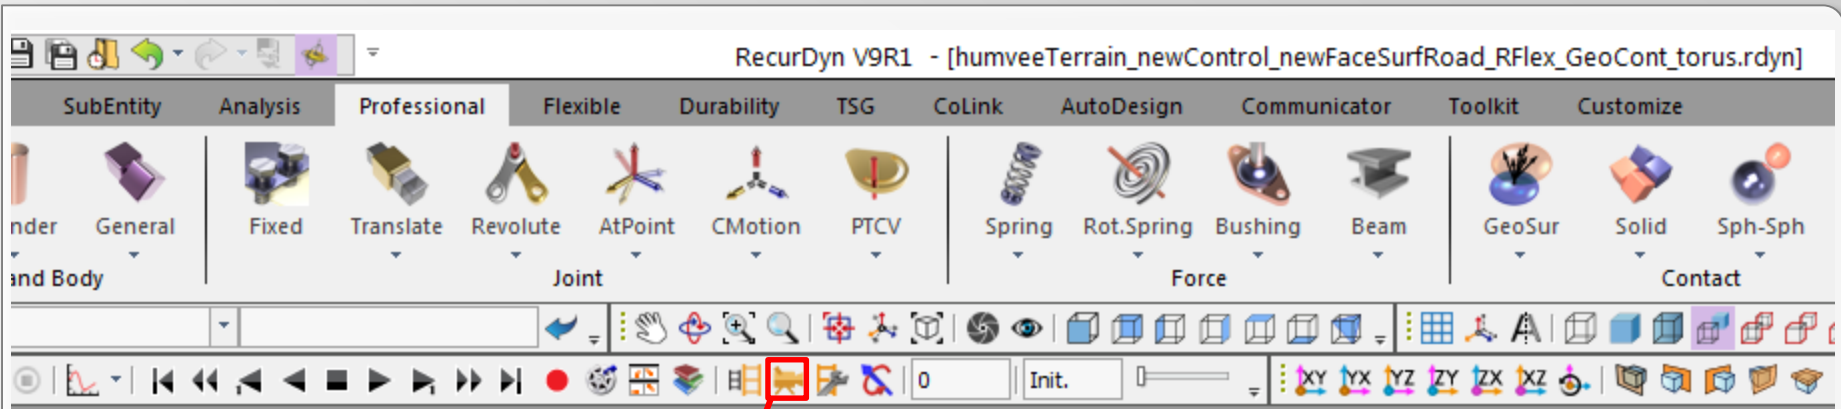 RecurDyn V9R1 - [humveeTerrain_newControl_newFaceSurfRoad_RFlex_GeoCont_torus.rdyn]
SubEntity Analysis Professional Flexible Durability TSG CoLink AutoDesign Communicator Toolkit Customize
nder General Fixed Translate Revolute AtPoint CMotion PTCV Spring Rot.Spring Bushing Beam GeoSur Solid Sph-Sph
and Body Joint Force Contact
0 Init. XY YX YZ ZY ZX XZ